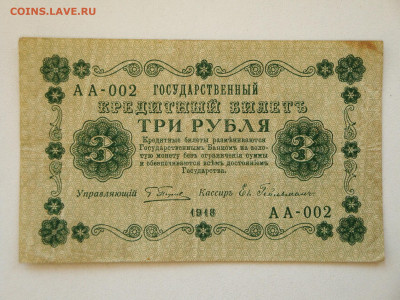 COINS.LAVE.RU
АА-002 ГОСУДАРСТВЕННЫЙ
КРЕДИТНЫЙ БИЛЕТЪ
ТРИ РУБЛЯ
3 3
Кредитные билеты размѣниваются
Государственнымъ Банкомъ на золо-
тую монету безъ ограниченія суммы
и обезпечиваются всѣмъ достояніемъ
Государства.
Управляющій Кассиръ
1918
АА-002